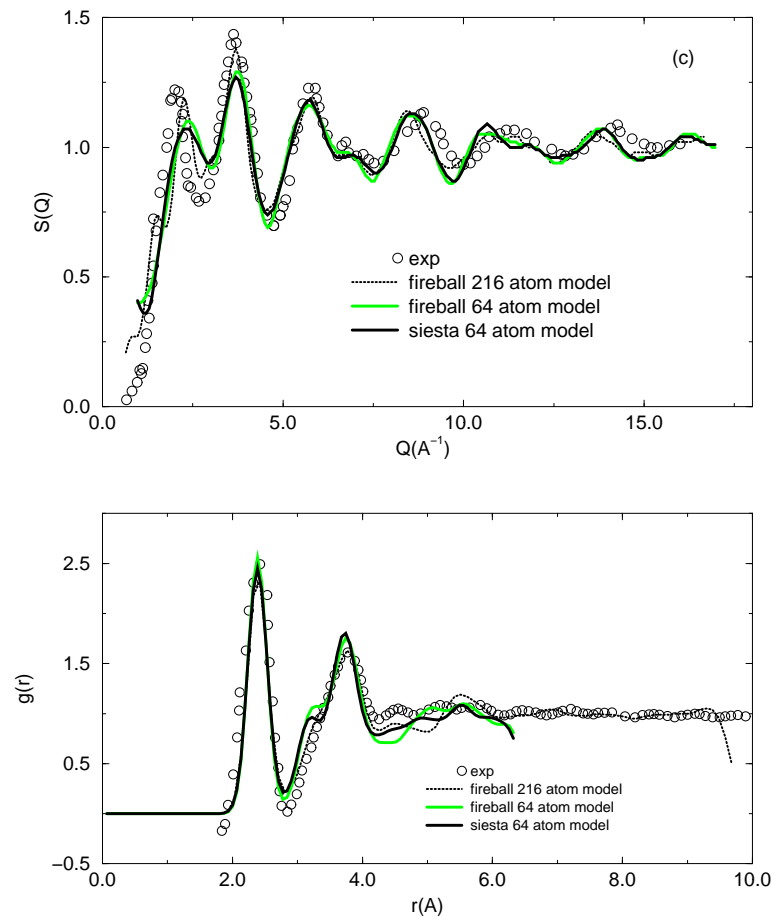 1.5
(c)
1.0
S(Q)
0.5
exp
fireball 216 atom model
fireball 64 atom model
siesta 64 atom model
0.0
0.0 5.0 10.0 15.0
Q(A⁻¹)
2.5
1.5
g(r)
0.5
exp
fireball 216 atom model
fireball 64 atom model
siesta 64 atom model
−0.5
0.0 2.0 4.0 6.0 8.0 10.0
r(A)